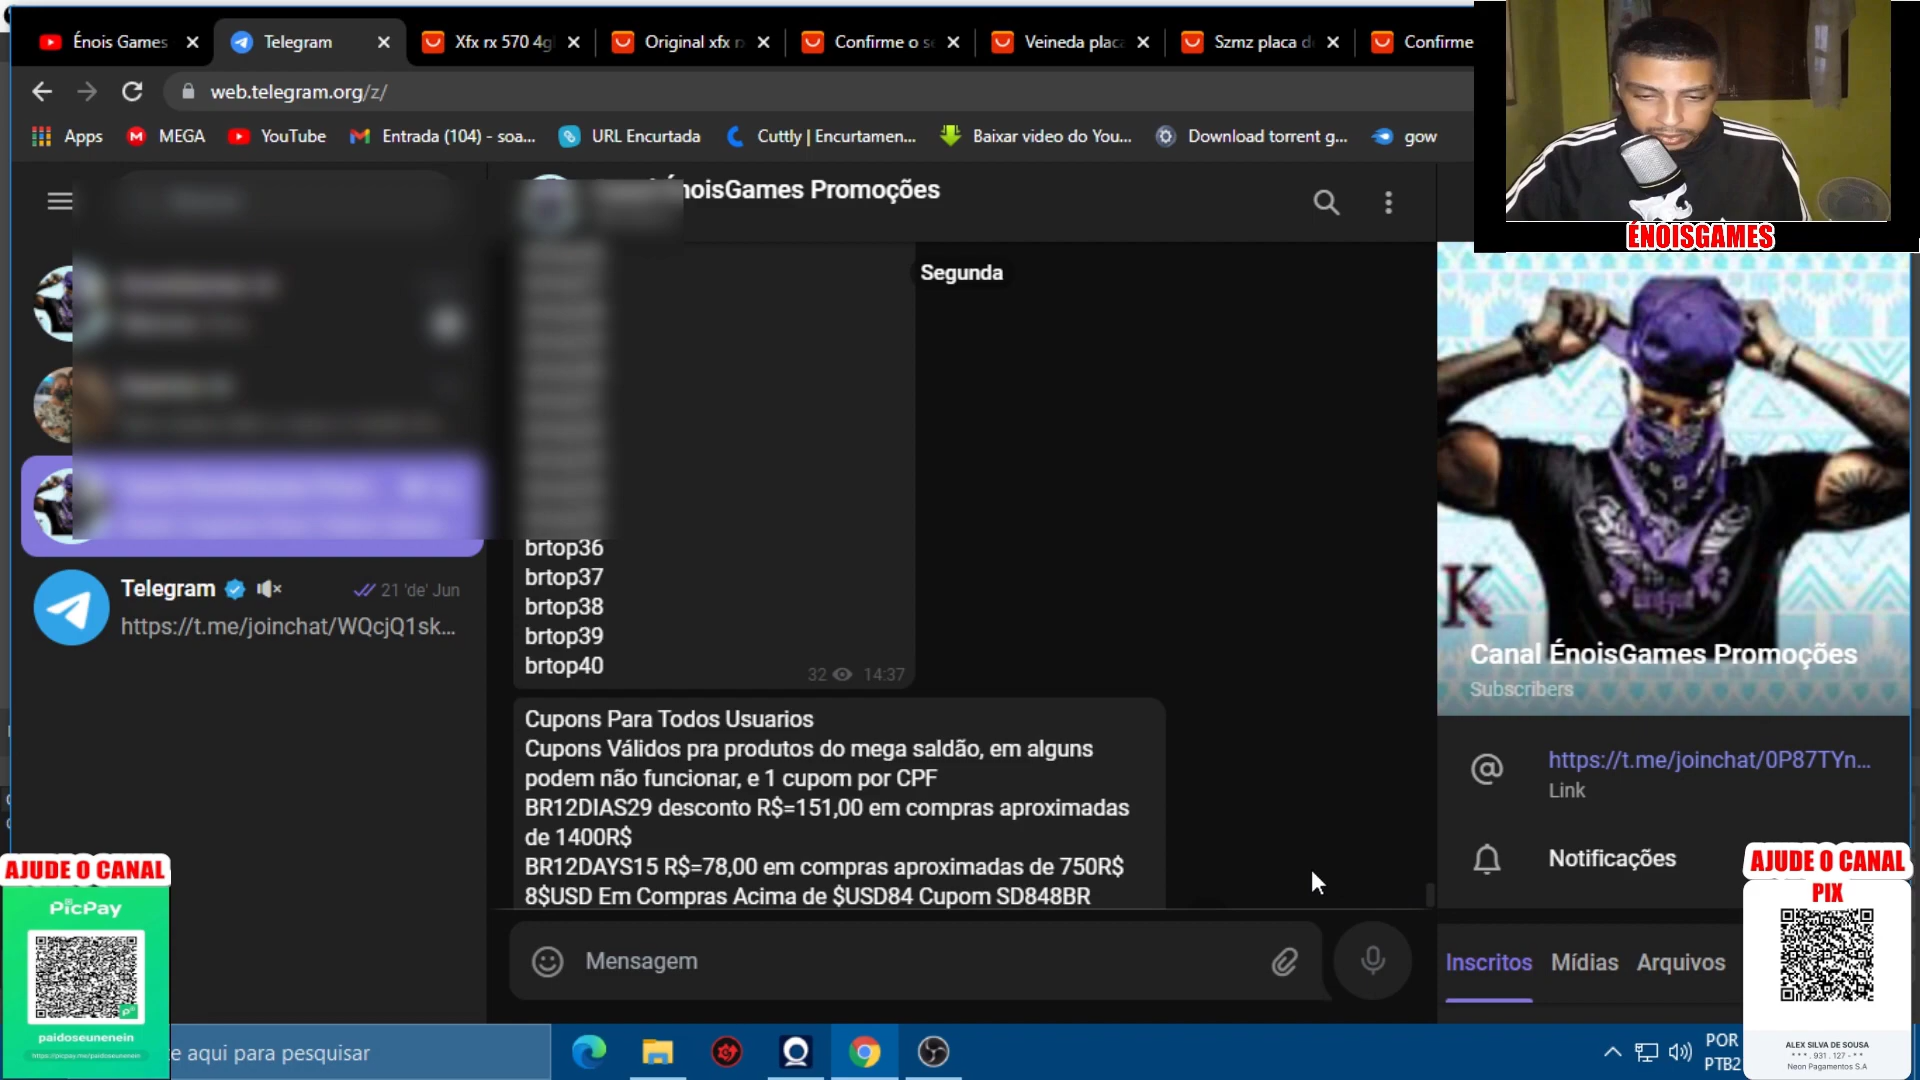 Énois Games
Telegram
Xfx rx 570 4g
Original xfx r
Confirme o s
Veineda placa
Szmz placa d
Confirme
web.telegram.org/z/
Apps
MEGA
YouTube
Entrada (104) - soa...
URL Encurtada
Cuttly | Encurtamen...
Baixar video do You...
Download torrent g...
gow
ÉNOISGAMES
noisGames Promoções
Segunda
brtop36
brtop37
brtop38
brtop39
brtop40
32
14:37
Telegram
21 'de' Jun
https://t.me/joinchat/WQcjQ1sk...
Cupons Para Todos Usuarios
Cupons Válidos pra produtos do mega saldão, em alguns
podem não funcionar, e 1 cupom por CPF
BR12DIAS29 desconto R$=151,00 em compras aproximadas
de 1400R$
BR12DAYS15 R$=78,00 em compras aproximadas de 750R$
8$USD Em Compras Acima de $USD84 Cupom SD848BR
Mensagem
K
Canal ÉnoisGames Promoções
Subscribers
https://t.me/joinchat/0P87TYn...
Link
Notificações
Inscritos
Mídias
Arquivos
AJUDE O CANAL
PicPay
paidoseunenein
https://picpay.me/paidoseunenein
AJUDE O CANAL
PIX
ALEX SILVA DE SOUSA
***.931.127-**
Neon Pagamentos S.A
e aqui para pesquisar
POR
PTB2